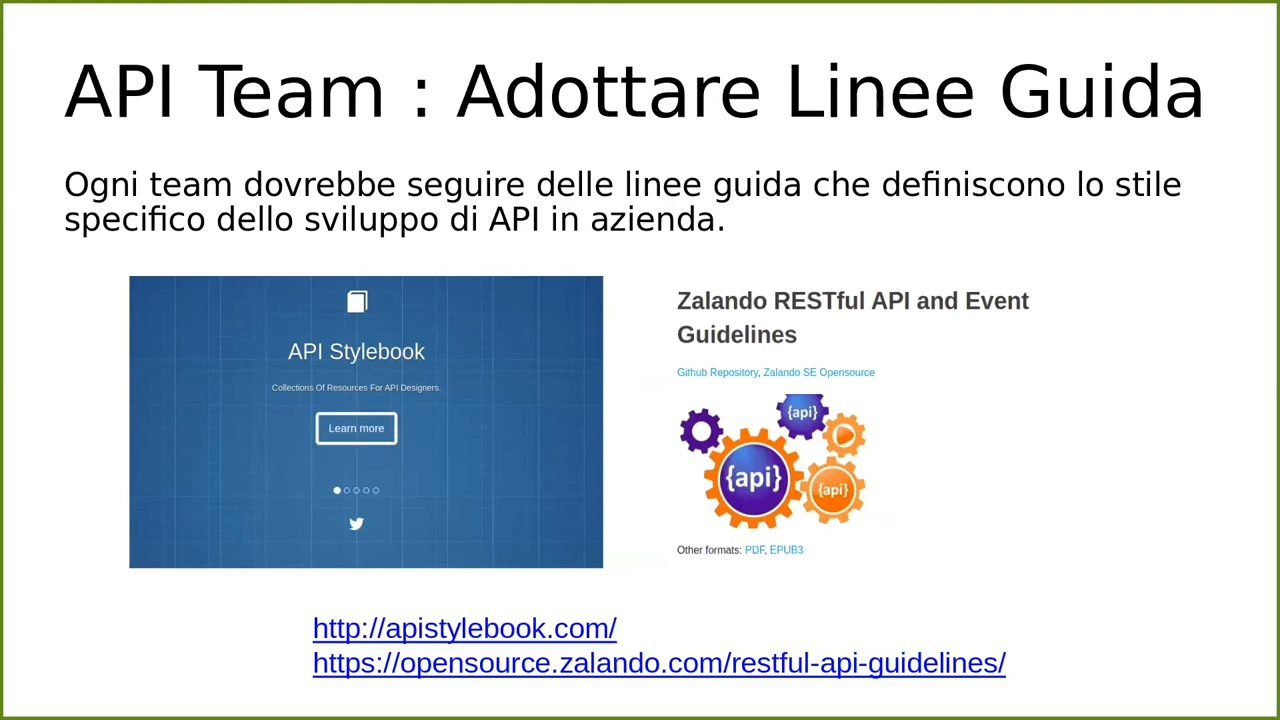 API Team : Adottare Linee Guida
Ogni team dovrebbe seguire delle linee guida che definiscono lo stile
specifico dello sviluppo di API in azienda.
API Stylebook
Collections Of Resources For API Designers.
Learn more
Zalando RESTful API and Event
Guidelines
Github Repository, Zalando SE Opensource
{api}
{api}
{api}
Other formats: PDF, EPUB3
http://apistylebook.com/
https://opensource.zalando.com/restful-api-guidelines/